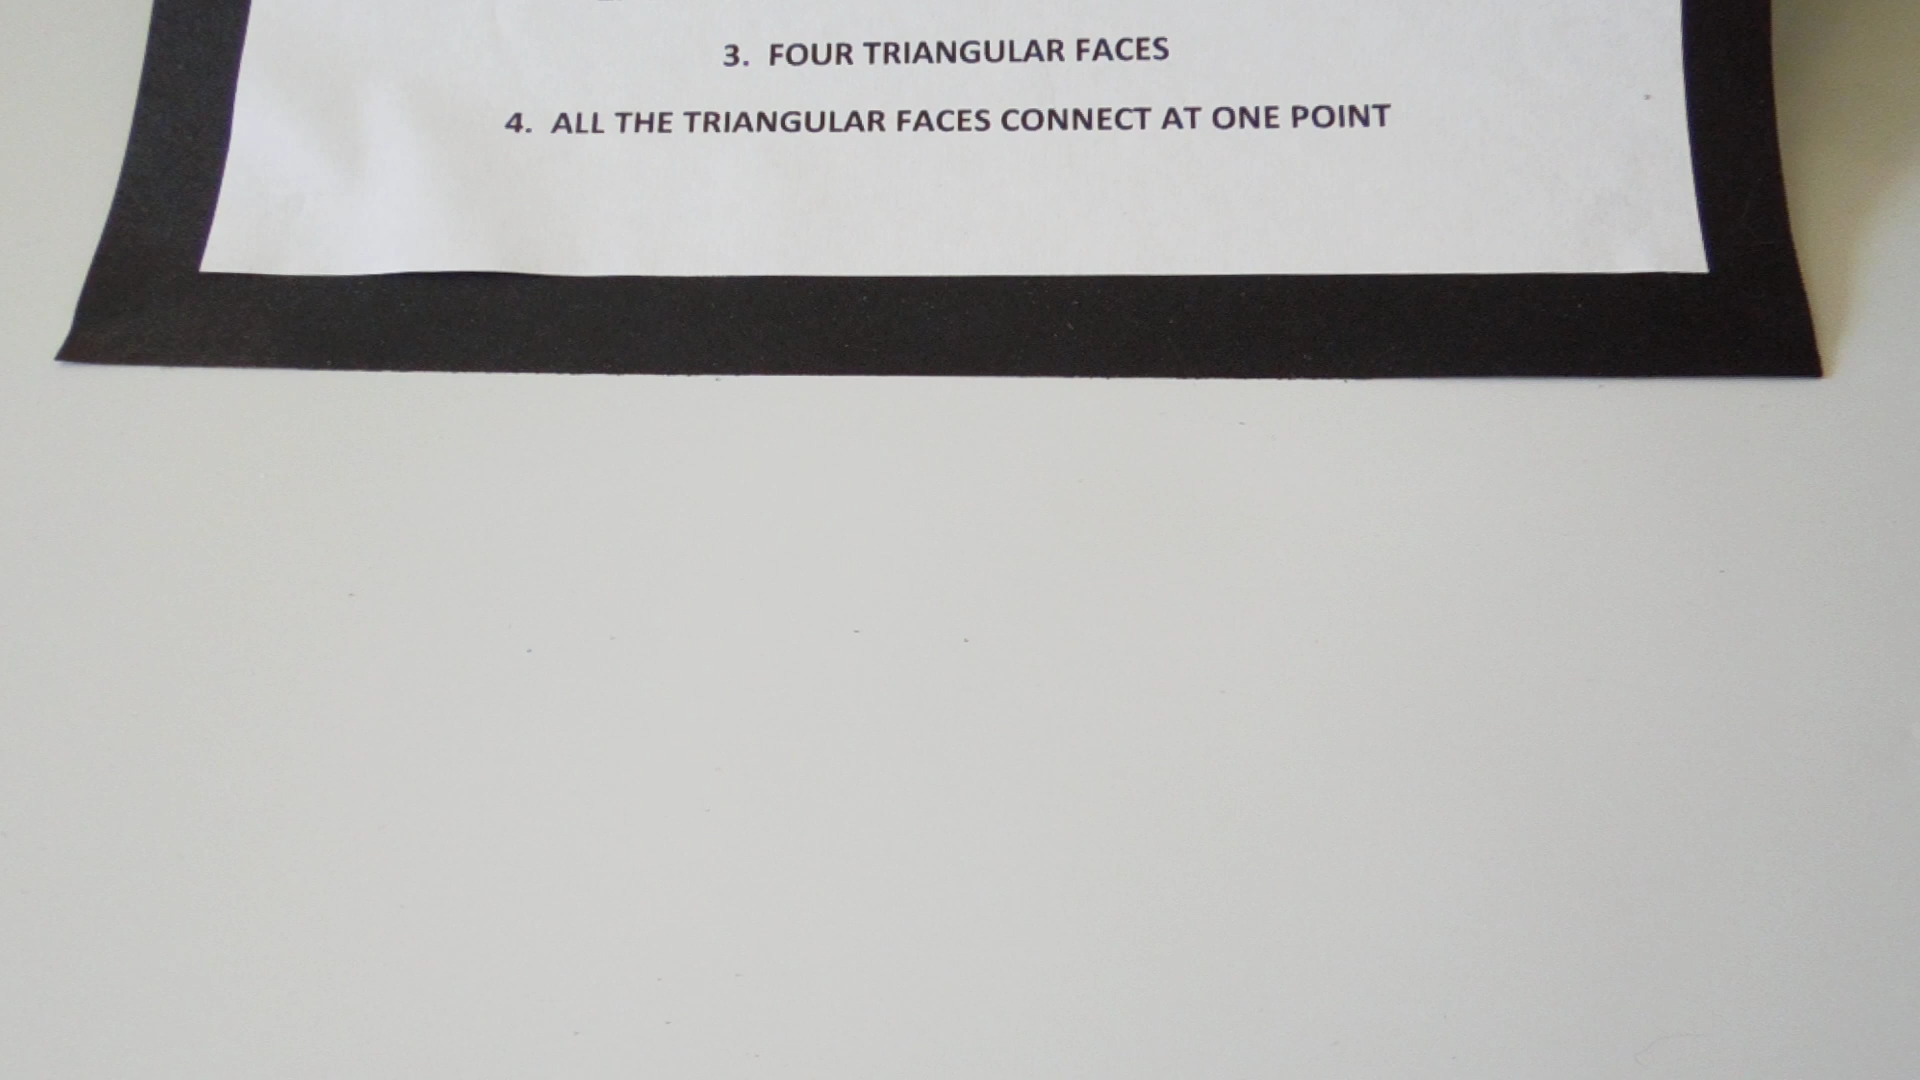 3. FOUR TRIANGULAR FACES
4. ALL THE TRIANGULAR FACES CONNECT AT ONE POINT